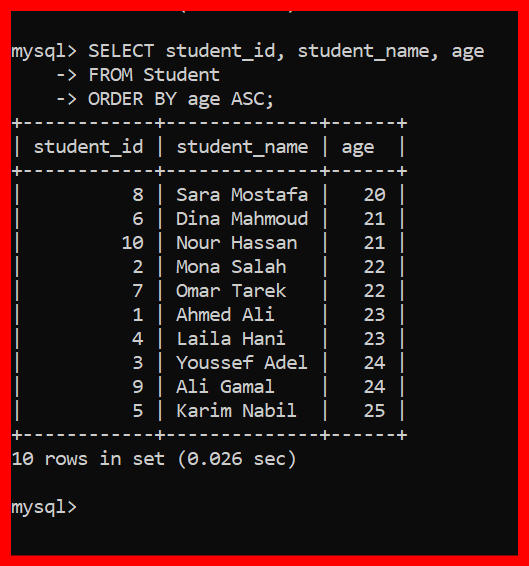 mysql> SELECT student_id, student_name, age
    -> FROM Student
    -> ORDER BY age ASC;
+------------+--------------+------+
| student_id | student_name | age  |
+------------+--------------+------+
|          8 | Sara Mostafa |   20 |
|          6 | Dina Mahmoud |   21 |
|         10 | Nour Hassan  |   21 |
|          2 | Mona Salah   |   22 |
|          7 | Omar Tarek   |   22 |
|          1 | Ahmed Ali    |   23 |
|          4 | Laila Hani   |   23 |
|          3 | Youssef Adel |   24 |
|          9 | Ali Gamal    |   24 |
|          5 | Karim Nabil  |   25 |
+------------+--------------+------+
10 rows in set (0.026 sec)
mysql>